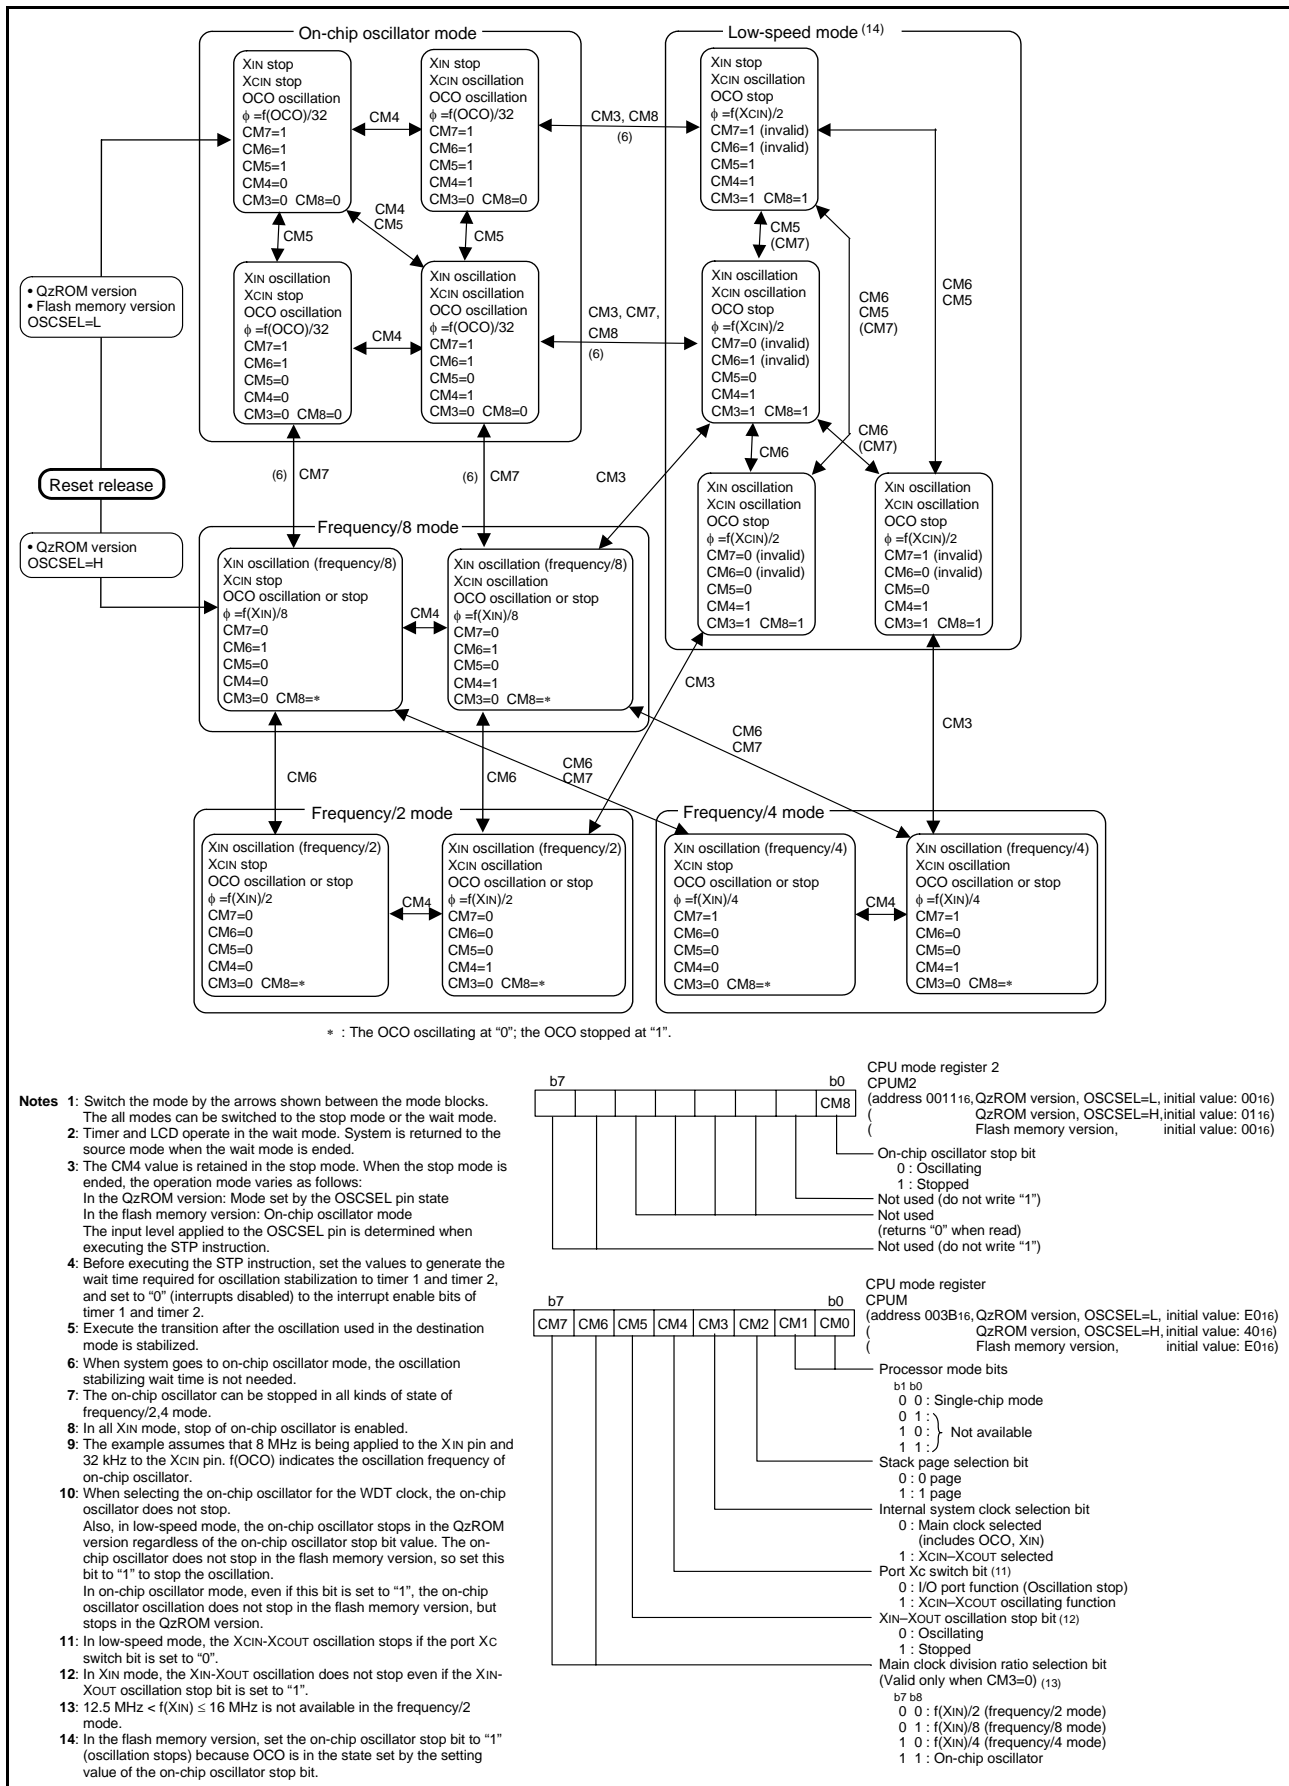 On-chip oscillator mode
XIN stop
XCIN stop
OCO oscillation
φ =f(OCO)/32
CM7=1
CM6=1
CM5=1
CM4=0
CM3=0 CM8=0
CM4
XIN stop
XCIN oscillation
OCO oscillation
φ =f(OCO)/32
CM7=1
CM6=1
CM5=1
CM4=1
CM3=0 CM8=0
CM5
CM4
CM5
CM5
XIN oscillation
XCIN stop
OCO oscillation
φ =f(OCO)/32
CM7=1
CM6=1
CM5=0
CM4=0
CM3=0 CM8=0
CM4
XIN oscillation
XCIN oscillation
OCO oscillation
φ =f(OCO)/32
CM7=1
CM6=1
CM5=0
CM4=1
CM3=0 CM8=0
CM3, CM8
(6)
CM3, CM7,
CM8
(6)
Low-speed mode (14)
XIN stop
XCIN oscillation
OCO stop
φ =f(XCIN)/2
CM7=1 (invalid)
CM6=1 (invalid)
CM5=1
CM4=1
CM3=1 CM8=1
CM5
(CM7)
XIN oscillation
XCIN oscillation
OCO stop
φ =f(XCIN)/2
CM7=0 (invalid)
CM6=1 (invalid)
CM5=0
CM4=1
CM3=1 CM8=1
CM6
CM5
(CM7)
CM6
CM5
CM6
CM6
(CM7)
XIN oscillation
XCIN oscillation
OCO stop
φ =f(XCIN)/2
CM7=0 (invalid)
CM6=0 (invalid)
CM5=0
CM4=1
CM3=1 CM8=1
XIN oscillation
XCIN oscillation
OCO stop
φ =f(XCIN)/2
CM7=1 (invalid)
CM6=0 (invalid)
CM5=0
CM4=1
CM3=1 CM8=1
• QzROM version
• Flash memory version
OSCSEL=L
Reset release
• QzROM version
OSCSEL=H
(6) CM7
(6) CM7
CM3
Frequency/8 mode
XIN oscillation (frequency/8)
XCIN stop
OCO oscillation or stop
φ =f(XIN)/8
CM7=0
CM6=1
CM5=0
CM4=0
CM3=0 CM8=*
CM4
XIN oscillation (frequency/8)
XCIN oscillation
OCO oscillation or stop
φ =f(XIN)/8
CM7=0
CM6=1
CM5=0
CM4=1
CM3=0 CM8=*
CM3
CM3
CM6
CM7
CM6
CM6
CM6
CM7
Frequency/2 mode
XIN oscillation (frequency/2)
XCIN stop
OCO oscillation or stop
φ =f(XIN)/2
CM7=0
CM6=0
CM5=0
CM4=0
CM3=0 CM8=*
CM4
XIN oscillation (frequency/2)
XCIN oscillation
OCO oscillation or stop
φ =f(XIN)/2
CM7=0
CM6=0
CM5=0
CM4=1
CM3=0 CM8=*
Frequency/4 mode
XIN oscillation (frequency/4)
XCIN stop
OCO oscillation or stop
φ =f(XIN)/4
CM7=1
CM6=0
CM5=0
CM4=0
CM3=0 CM8=*
CM4
XIN oscillation (frequency/4)
XCIN oscillation
OCO oscillation or stop
φ =f(XIN)/4
CM7=1
CM6=0
CM5=0
CM4=1
CM3=0 CM8=*
* : The OCO oscillating at “0”; the OCO stopped at “1”.
Notes 1: Switch the mode by the arrows shown between the mode blocks.
The all modes can be switched to the stop mode or the wait mode.
2: Timer and LCD operate in the wait mode. System is returned to the
source mode when the wait mode is ended.
3: The CM4 value is retained in the stop mode. When the stop mode is
ended, the operation mode varies as follows:
In the QzROM version: Mode set by the OSCSEL pin state
In the flash memory version: On-chip oscillator mode
The input level applied to the OSCSEL pin is determined when
executing the STP instruction.
4: Before executing the STP instruction, set the values to generate the
wait time required for oscillation stabilization to timer 1 and timer 2,
and set to “0” (interrupts disabled) to the interrupt enable bits of
timer 1 and timer 2.
5: Execute the transition after the oscillation used in the destination
mode is stabilized.
6: When system goes to on-chip oscillator mode, the oscillation
stabilizing wait time is not needed.
7: The on-chip oscillator can be stopped in all kinds of state of
frequency/2,4 mode.
8: In all XIN mode, stop of on-chip oscillator is enabled.
9: The example assumes that 8 MHz is being applied to the XIN pin and
32 kHz to the XCIN pin. f(OCO) indicates the oscillation frequency of
on-chip oscillator.
10: When selecting the on-chip oscillator for the WDT clock, the on-chip
oscillator does not stop.
Also, in low-speed mode, the on-chip oscillator stops in the QzROM
version regardless of the on-chip oscillator stop bit value. The on-
chip oscillator does not stop in the flash memory version, so set this
bit to “1” to stop the oscillation.
In on-chip oscillator mode, even if this bit is set to “1”, the on-chip
oscillator oscillation does not stop in the flash memory version, but
stops in the QzROM version.
11: In low-speed mode, the XCIN-XCOUT oscillation stops if the port XC
switch bit is set to “0”.
12: In XIN mode, the XIN-XOUT oscillation does not stop even if the XIN-
XOUT oscillation stop bit is set to “1”.
13: 12.5 MHz < f(XIN) ≤ 16 MHz is not available in the frequency/2
mode.
14: In the flash memory version, set the on-chip oscillator stop bit to “1”
(oscillation stops) because OCO is in the state set by the setting
value of the on-chip oscillator stop bit.
b7 b0
CM8
CPU mode register 2
CPUM2
(address 001116, QzROM version, OSCSEL=L, initial value: 0016)
( QzROM version, OSCSEL=H, initial value: 0116)
( Flash memory version, initial value: 0016)
On-chip oscillator stop bit
0 : Oscillating
1 : Stopped
Not used (do not write “1”)
Not used
(returns “0” when read)
Not used (do not write “1”)
b7 b0
CM7 CM6 CM5 CM4 CM3 CM2 CM1 CM0
CPU mode register
CPUM
(address 003B16, QzROM version, OSCSEL=L, initial value: E016)
( QzROM version, OSCSEL=H, initial value: 4016)
( Flash memory version, initial value: E016)
Processor mode bits
b1 b0
0 0 : Single-chip mode
0 1 :
1 0 : Not available
1 1 :
Stack page selection bit
0 : 0 page
1 : 1 page
Internal system clock selection bit
0 : Main clock selected
(includes OCO, XIN)
1 : XCIN–XCOUT selected
Port Xc switch bit (11)
0 : I/O port function (Oscillation stop)
1 : XCIN–XCOUT oscillating function
XIN–XOUT oscillation stop bit (12)
0 : Oscillating
1 : Stopped
Main clock division ratio selection bit
(Valid only when CM3=0) (13)
b7 b8
0 0 : f(XIN)/2 (frequency/2 mode)
0 1 : f(XIN)/8 (frequency/8 mode)
1 0 : f(XIN)/4 (frequency/4 mode)
1 1 : On-chip oscillator